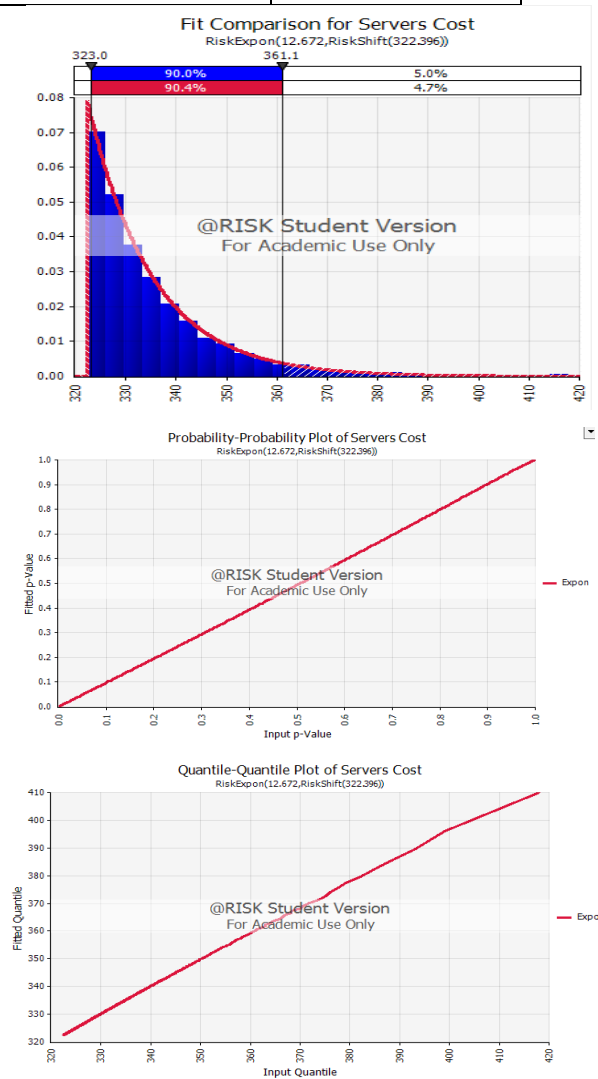 Fit Comparison for Servers Cost
RiskExpon(12.672,RiskShift(322.396))
323.0 361.1
90.0% 5.0%
90.4% 4.7%
0.08
0.07
0.06
0.05
0.04
0.03
0.02
0.01
0.00
@RISK Student Version
For Academic Use Only
320 330 340 350 360 370 380 390 400 410 420
Probability-Probability Plot of Servers Cost
RiskExpon(12.672,RiskShift(322.396))
1.0
0.9
0.8
0.7
0.6
0.5
0.4
0.3
0.2
0.1
0.0
Fitted p-Value
@RISK Student Version
For Academic Use Only
Expon
0.0 0.1 0.2 0.3 0.4 0.5 0.6 0.7 0.8 0.9 1.0
Input p-Value
Quantile-Quantile Plot of Servers Cost
RiskExpon(12.672,RiskShift(322.396))
410
400
390
380
370
360
350
340
330
320
Fitted Quantile
@RISK Student Version
For Academic Use Only
Expo
320 330 340 350 360 370 380 390 400 410 420
Input Quantile